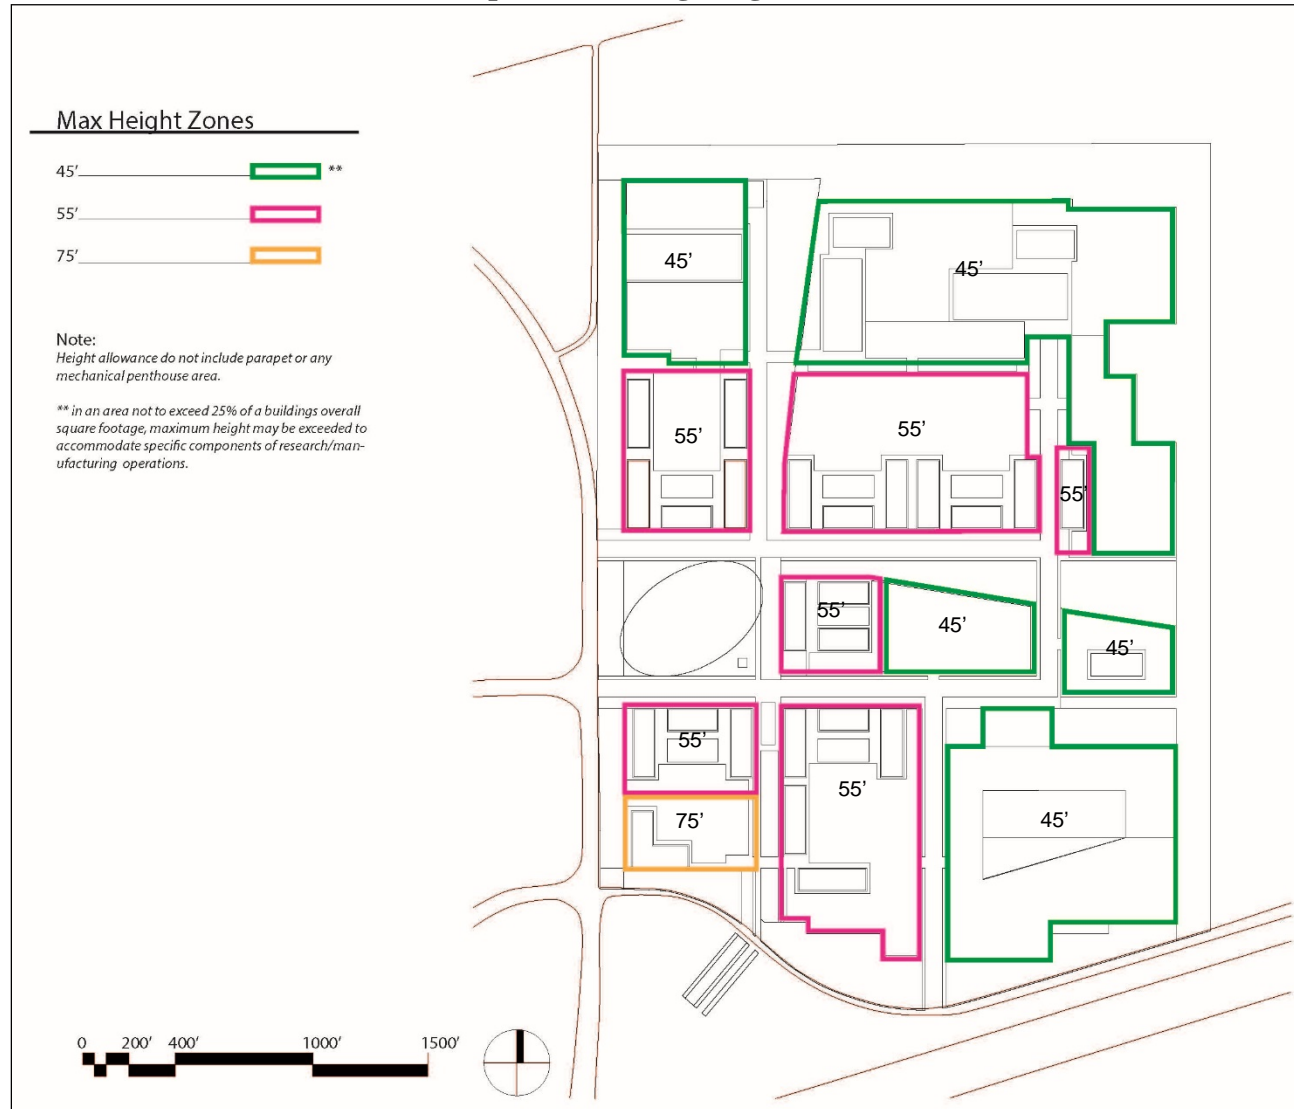 Max Height Zones
45' **
55'
75'
Note:
Height allowance do not include parapet or any
mechanical penthouse area.
** in an area not to exceed 25% of a buildings overall
square footage, maximum height may be exceeded to
accommodate specific components of research/man-
ufacturing operations.
45’
45’
55’
55’
55’
55’
45’
45’
55’
55’
75’
45’
0 200' 400' 1000' 1500'